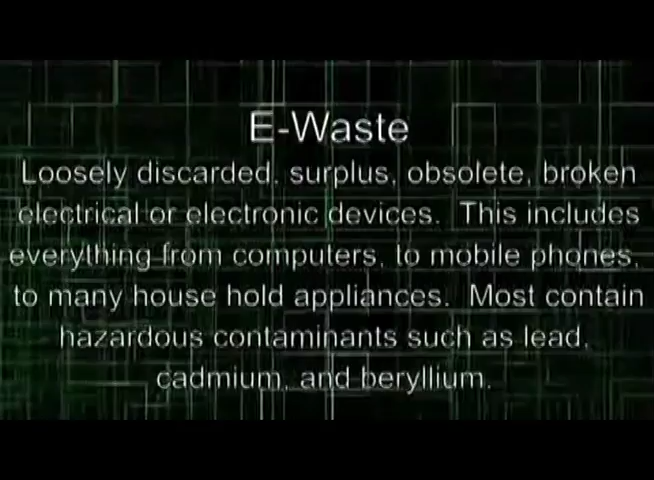 E-Waste
Loosely discarded, surplus, obsolete, broken
electrical or electronic devices. This includes
everything from computers, to mobile phones,
to many house hold appliances. Most contain
hazardous contaminants such as lead,
cadmium, and beryllium.